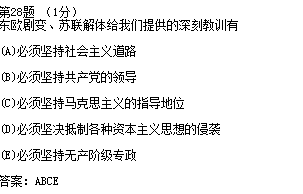 第28题 (1分)
东欧剧变、苏联解体给我们提供的深刻教训有
(A)必须坚持社会主义道路
(B)必须坚持共产党的领导
(C)必须坚持马克思主义的指导地位
(D)必须坚决抵制各种资本主义思想的侵袭
(E)必须坚持无产阶级专政
答案: ABCE